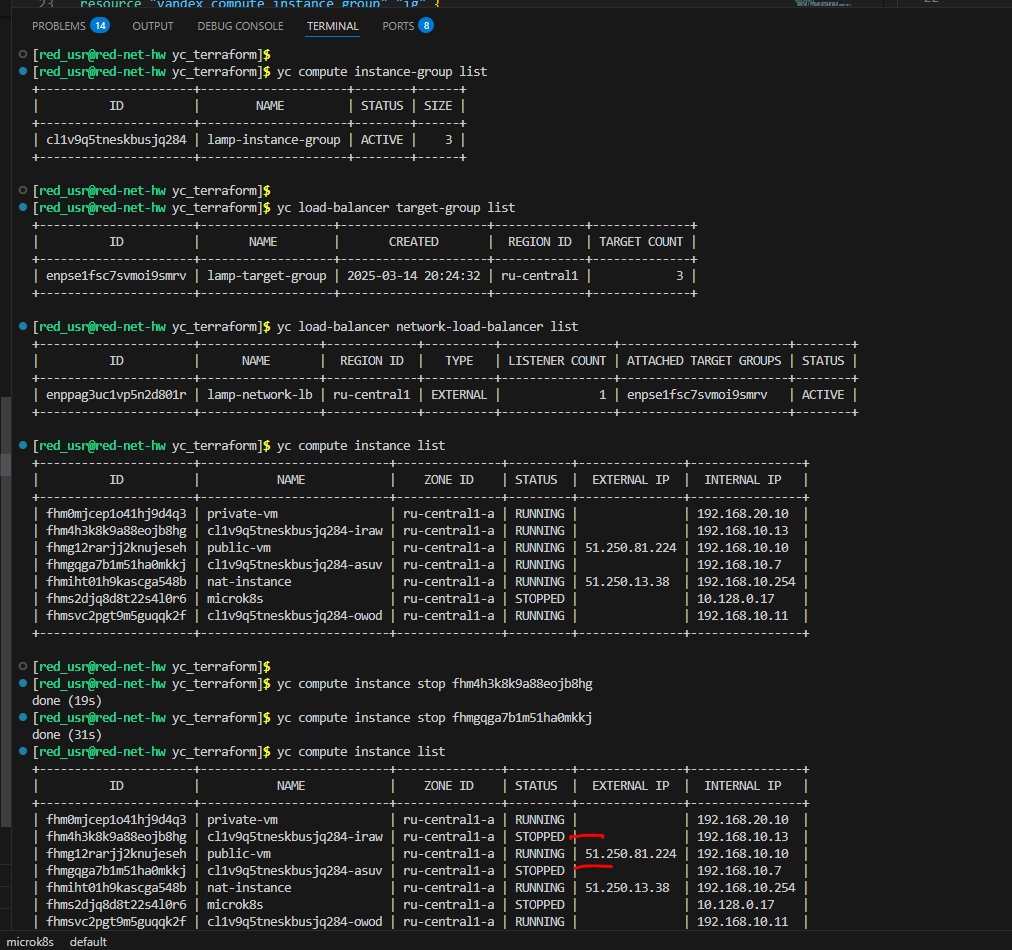 23 resource "yandex_compute_instance_group" "ig" {
PROBLEMS 14 OUTPUT DEBUG CONSOLE TERMINAL PORTS 8
[red_usr@red-net-hw yc_terraform]$
[red_usr@red-net-hw yc_terraform]$ yc compute instance-group list
+----------------------+---------------------+--------+------+
| ID | NAME | STATUS | SIZE |
+----------------------+---------------------+--------+------+
| cl1v9q5tneskbusjq284 | lamp-instance-group | ACTIVE | 3 |
+----------------------+---------------------+--------+------+
[red_usr@red-net-hw yc_terraform]$
[red_usr@red-net-hw yc_terraform]$ yc load-balancer target-group list
+----------------------+-------------------+---------------------+-------------+--------------+
| ID | NAME | CREATED | REGION ID | TARGET COUNT |
+----------------------+-------------------+---------------------+-------------+--------------+
| enpse1fsc7svmoi9smrv | lamp-target-group | 2025-03-14 20:24:32 | ru-central1 | 3 |
+----------------------+-------------------+---------------------+-------------+--------------+
[red_usr@red-net-hw yc_terraform]$ yc load-balancer network-load-balancer list
+----------------------+-----------------+-------------+----------+----------------+------------------------+--------+
| ID | NAME | REGION ID | TYPE | LISTENER COUNT | ATTACHED TARGET GROUPS | STATUS |
+----------------------+-----------------+-------------+----------+----------------+------------------------+--------+
| enppag3uc1vp5n2d801r | lamp-network-lb | ru-central1 | EXTERNAL | 1 | enpse1fsc7svmoi9smrv | ACTIVE |
+----------------------+-----------------+-------------+----------+----------------+------------------------+--------+
[red_usr@red-net-hw yc_terraform]$ yc compute instance list
+----------------------+---------------------------+---------------+---------+---------------+----------------+
| ID | NAME | ZONE ID | STATUS | EXTERNAL IP | INTERNAL IP |
+----------------------+---------------------------+---------------+---------+---------------+----------------+
| fhm0mjcep1o41hj9d4q3 | private-vm | ru-central1-a | RUNNING | | 192.168.20.10 |
| fhm4h3k8k9a88eojb8hg | cl1v9q5tneskbusjq284-iraw | ru-central1-a | RUNNING | | 192.168.10.13 |
| fhmg12rarjj2knujeseh | public-vm | ru-central1-a | RUNNING | 51.250.81.224 | 192.168.10.10 |
| fhmgqga7b1m51ha0mkkj | cl1v9q5tneskbusjq284-asuv | ru-central1-a | RUNNING | | 192.168.10.7 |
| fhmiht01h9kascga548b | nat-instance | ru-central1-a | RUNNING | 51.250.13.38 | 192.168.10.254 |
| fhms2djq8d8t22s4l0r6 | microk8s | ru-central1-a | STOPPED | | 10.128.0.17 |
| fhmsvc2pgt9m5guqqk2f | cl1v9q5tneskbusjq284-owod | ru-central1-a | RUNNING | | 192.168.10.11 |
+----------------------+---------------------------+---------------+---------+---------------+----------------+
[red_usr@red-net-hw yc_terraform]$
[red_usr@red-net-hw yc_terraform]$ yc compute instance stop fhm4h3k8k9a88eojb8hg
done (19s)
[red_usr@red-net-hw yc_terraform]$ yc compute instance stop fhmgqga7b1m51ha0mkkj
done (31s)
[red_usr@red-net-hw yc_terraform]$ yc compute instance list
+----------------------+---------------------------+---------------+---------+---------------+----------------+
| ID | NAME | ZONE ID | STATUS | EXTERNAL IP | INTERNAL IP |
+----------------------+---------------------------+---------------+---------+---------------+----------------+
| fhm0mjcep1o41hj9d4q3 | private-vm | ru-central1-a | RUNNING | | 192.168.20.10 |
| fhm4h3k8k9a88eojb8hg | cl1v9q5tneskbusjq284-iraw | ru-central1-a | STOPPED | | 192.168.10.13 |
| fhmg12rarjj2knujeseh | public-vm | ru-central1-a | RUNNING | 51.250.81.224 | 192.168.10.10 |
| fhmgqga7b1m51ha0mkkj | cl1v9q5tneskbusjq284-asuv | ru-central1-a | STOPPED | | 192.168.10.7 |
| fhmiht01h9kascga548b | nat-instance | ru-central1-a | RUNNING | 51.250.13.38 | 192.168.10.254 |
| fhms2djq8d8t22s4l0r6 | microk8s | ru-central1-a | STOPPED | | 10.128.0.17 |
| fhmsvc2pgt9m5guqqk2f | cl1v9q5tneskbusjq284-owod | ru-central1-a | RUNNING | | 192.168.10.11 |
microk8s default